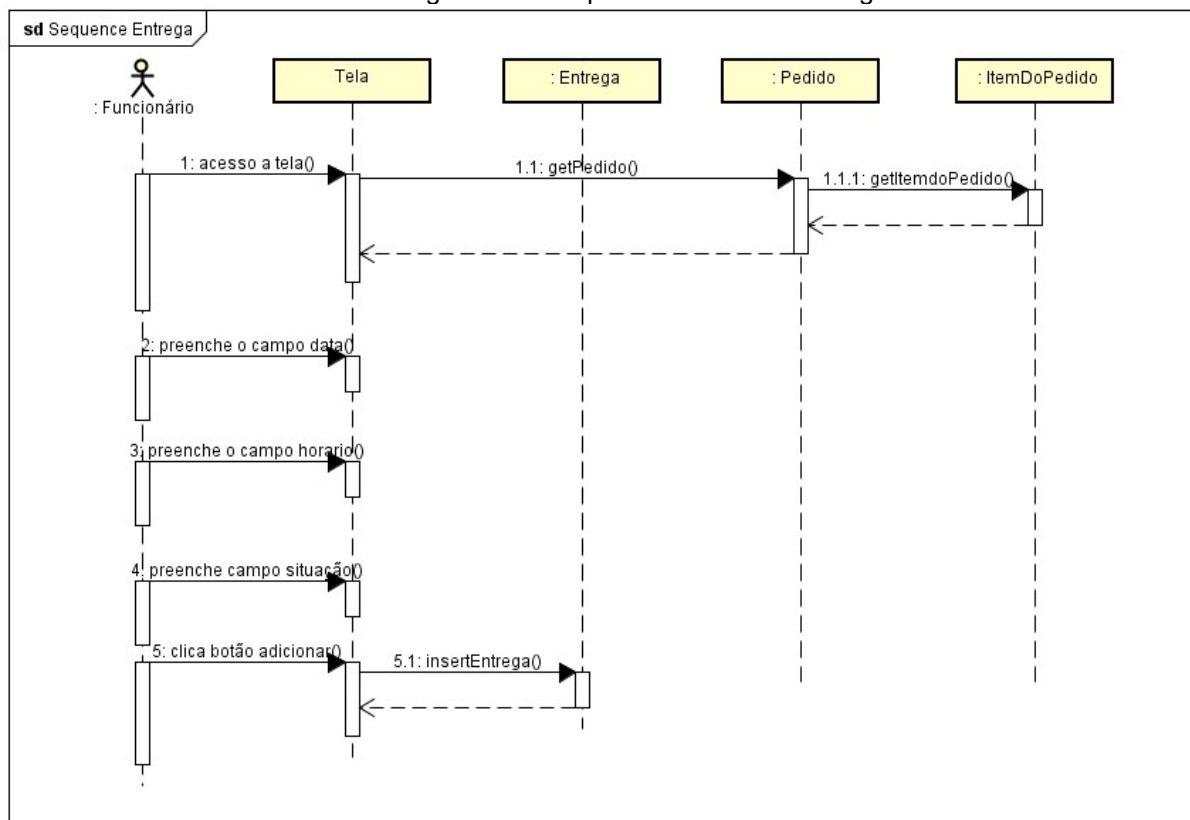 sd Sequence Entrega
: Funcionário
Tela
: Entrega
: Pedido
: ItemDoPedido
1: acesso a tela()
1.1: getPedido()
1.1.1: getItemdoPedido()
2: preenche o campo data()
3: preenche o campo horario()
4: preenche campo situação()
5: clica botão adicionar()
5.1: insertEntrega()